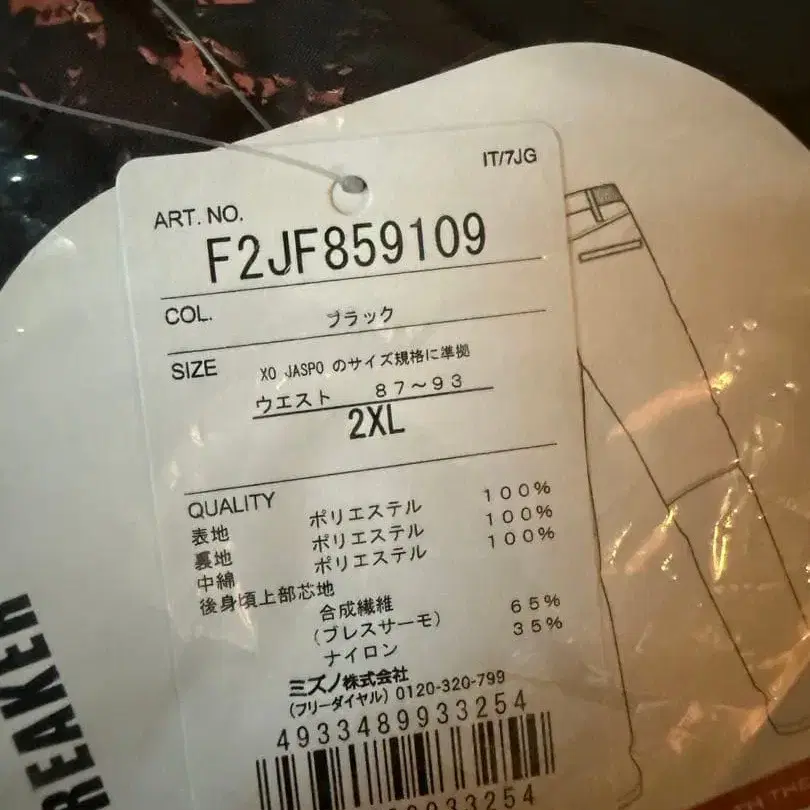 IT/7JG
ART. NO.
F2JF859109
COL. ブラック
SIZE XO JASPO のサイズ規格に準拠
ウエスト 87~93
2XL
QUALITY
表地 ポリエステル 100%
裏地 ポリエステル 100%
中綿 ポリエステル 100%
後身頃上部芯地
合成繊維 65%
(ブレスサーモ)
ナイロン 35%
ミズノ株式会社
(フリーダイヤル) 0120-320-799
4933489933254
REAKER